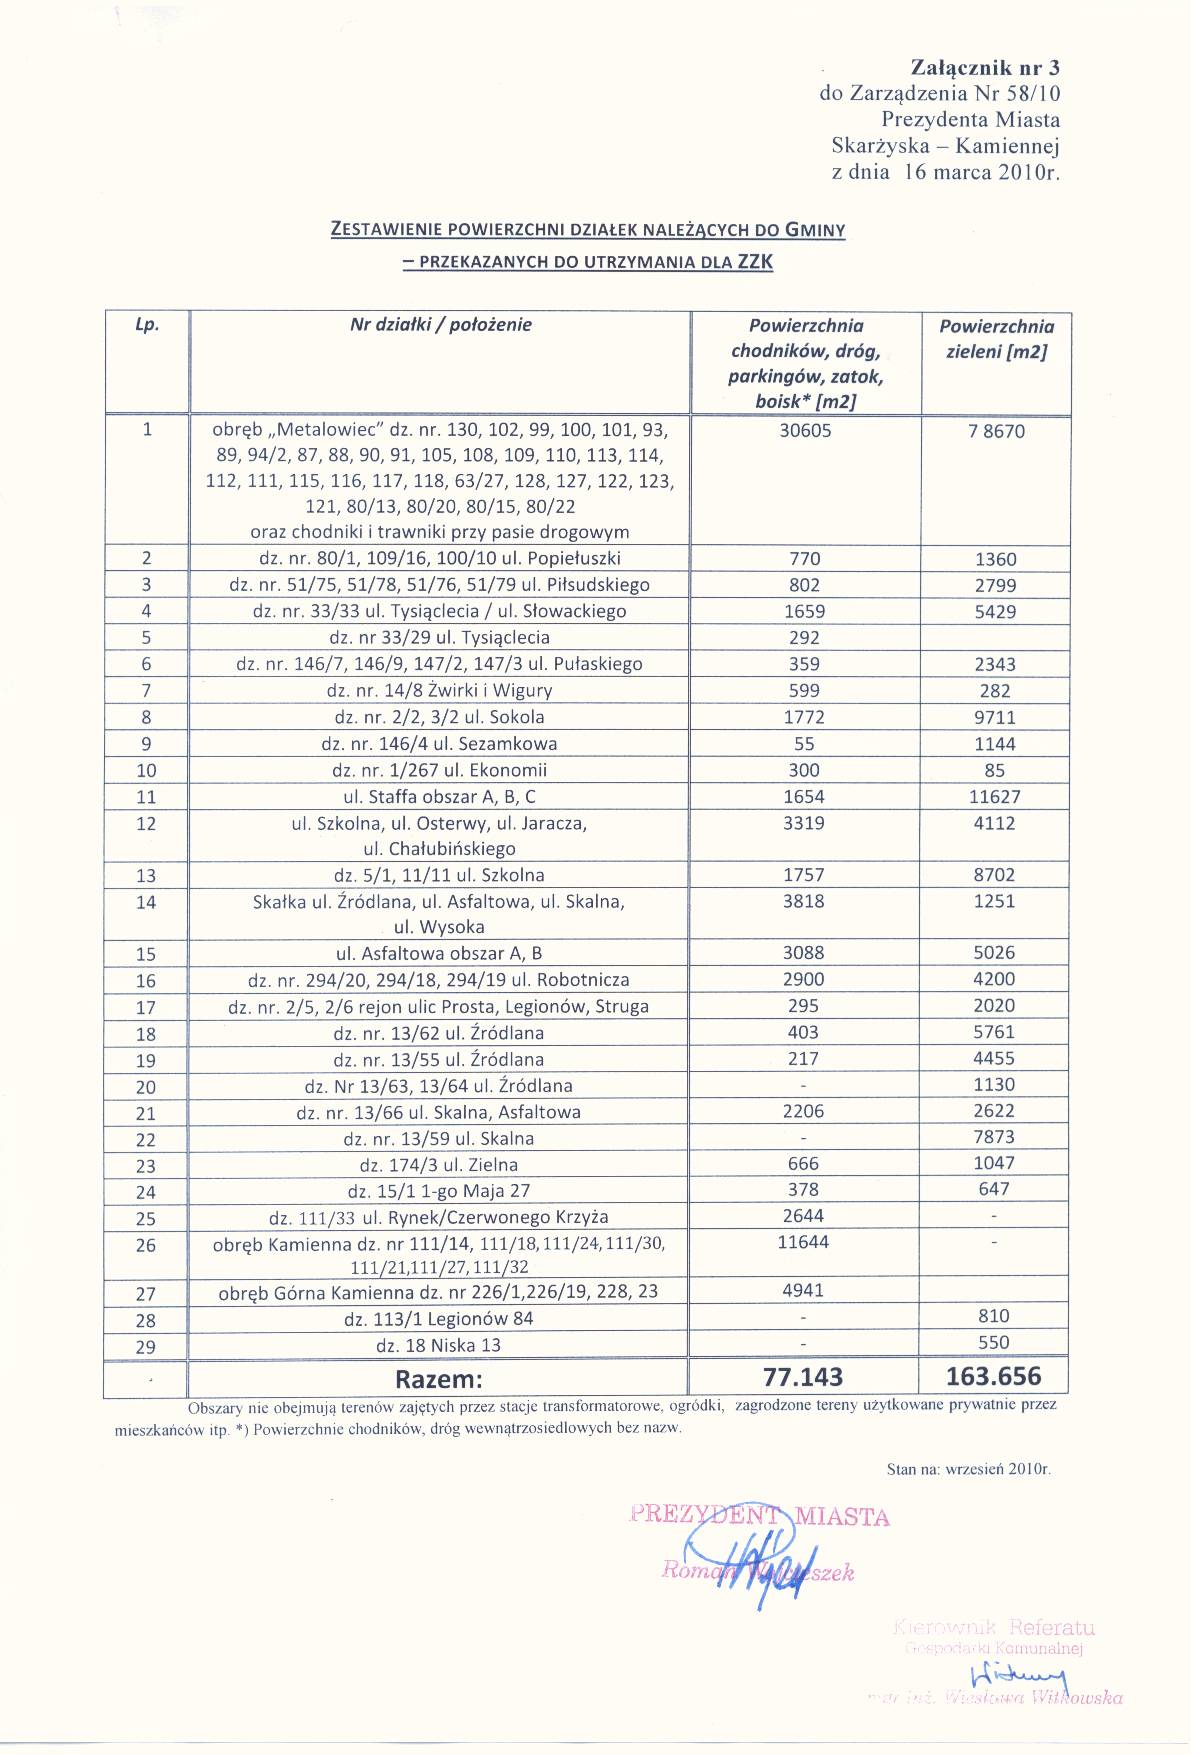 Załącznik nr 3
do Zarządzenia Nr 58/10
Prezydenta Miasta
Skarżyska – Kamiennej
z dnia 16 marca 2010r.
ZESTAWIENIE POWIERZCHNI DZIAŁEK NALEŻĄCYCH DO GMINY
– PRZEKAZANYCH DO UTRZYMANIA DLA ZZK
Lp. Nr działki / położenie Powierzchnia chodników, dróg, parkingów, zatok, boisk* [m2] Powierzchnia zieleni [m2]
1 obręb „Metalowiec" dz. nr. 130, 102, 99, 100, 101, 93, 30605 7 8670
89, 94/2, 87, 88, 90, 91, 105, 108, 109, 110, 113, 114,
112, 111, 115, 116, 117, 118, 63/27, 128, 127, 122, 123,
121, 80/13, 80/20, 80/15, 80/22
oraz chodniki i trawniki przy pasie drogowym
2 dz. nr. 80/1, 109/16, 100/10 ul. Popiełuszki 770 1360
3 dz. nr. 51/75, 51/78, 51/76, 51/79 ul. Piłsudskiego 802 2799
4 dz. nr. 33/33 ul. Tysiąclecia / ul. Słowackiego 1659 5429
5 dz. nr 33/29 ul. Tysiąclecia 292
6 dz. nr. 146/7, 146/9, 147/2, 147/3 ul. Pułaskiego 359 2343
7 dz. nr. 14/8 Żwirki i Wigury 599 282
8 dz. nr. 2/2, 3/2 ul. Sokola 1772 9711
9 dz. nr. 146/4 ul. Sezamkowa 55 1144
10 dz. nr. 1/267 ul. Ekonomii 300 85
11 ul. Staffa obszar A, B, C 1654 11627
12 ul. Szkolna, ul. Osterwy, ul. Jaracza, 3319 4112
ul. Chałubińskiego
13 dz. 5/1, 11/11 ul. Szkolna 1757 8702
14 Skałka ul. Źródlana, ul. Asfaltowa, ul. Skalna, 3818 1251
ul. Wysoka
15 ul. Asfaltowa obszar A, B 3088 5026
16 dz. nr. 294/20, 294/18, 294/19 ul. Robotnicza 2900 4200
17 dz. nr. 2/5, 2/6 rejon ulic Prosta, Legionów, Struga 295 2020
18 dz. nr. 13/62 ul. Źródlana 403 5761
19 dz. nr. 13/55 ul. Źródlana 217 4455
20 dz. Nr 13/63, 13/64 ul. Źródlana - 1130
21 dz. nr. 13/66 ul. Skalna, Asfaltowa 2206 2622
22 dz. nr. 13/59 ul. Skalna - 7873
23 dz. 174/3 ul. Zielna 666 1047
24 dz. 15/1 1-go Maja 27 378 647
25 dz. 111/33 ul. Rynek/Czerwonego Krzyża 2644 -
26 obręb Kamienna dz. nr 111/14, 111/18,111/24,111/30, 11644 -
111/21,111/27,111/32
27 obręb Górna Kamienna dz. nr 226/1,226/19, 228, 23 4941
28 dz. 113/1 Legionów 84 - 810
29 dz. 18 Niska 13 - 550
Razem: 77.143 163.656
Obszary nie obejmują terenów zajętych przez stacje transformatorowe, ogródki, zagrodzone tereny użytkowane prywatnie przez
mieszkańców itp. *) Powierzchnie chodników, dróg wewnątrzosiedlowych bez nazw.
Stan na: wrzesień 2010r.
PREZYDENT MIASTA
Roman
Kierownik Referatu
Gospodarki Komunalnej
mgr inż. Wiesława Witkowska